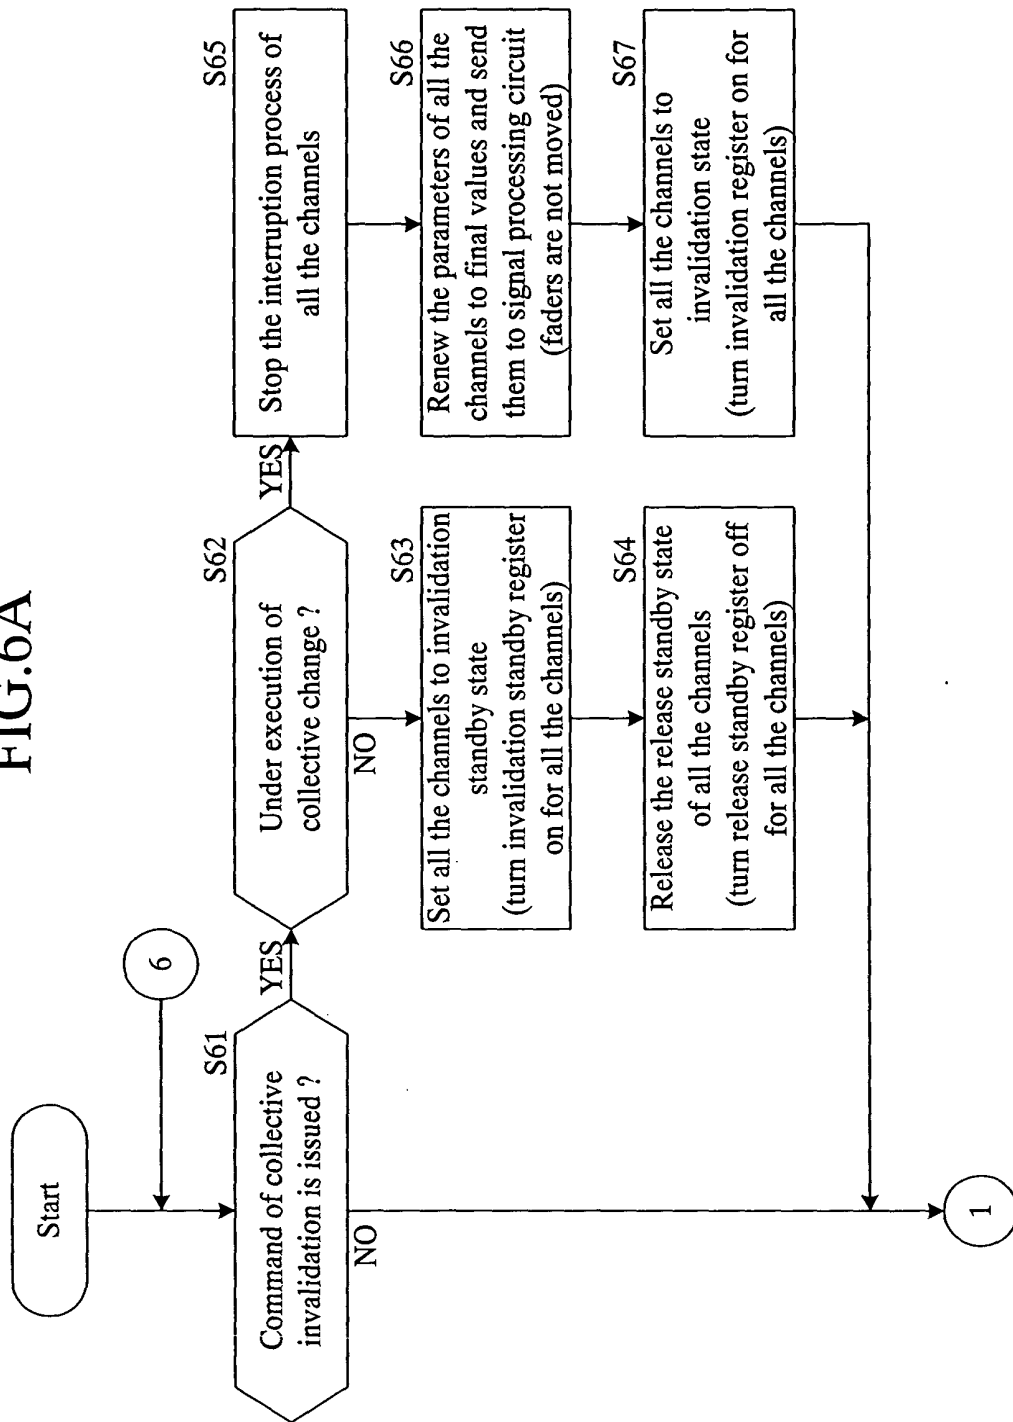 FIG.6A
Start
6
S61
Command of collective
invalidation is issued ?
YES
NO
S62
Under execution of
collective change ?
YES
NO
S63
Set all the channels to invalidation
standby state
(turn invalidation standby register
on for all the channels)
S64
Release the release standby state
of all the channels
(turn release standby register off
for all the channels)
S65
Stop the interruption process of
all the channels
S66
Renew the parameters of all the
channels to final values and send
them to signal processing circuit
(faders are not moved)
S67
Set all the channels to
invalidation state
(turn invalidation register on for
all the channels)
1